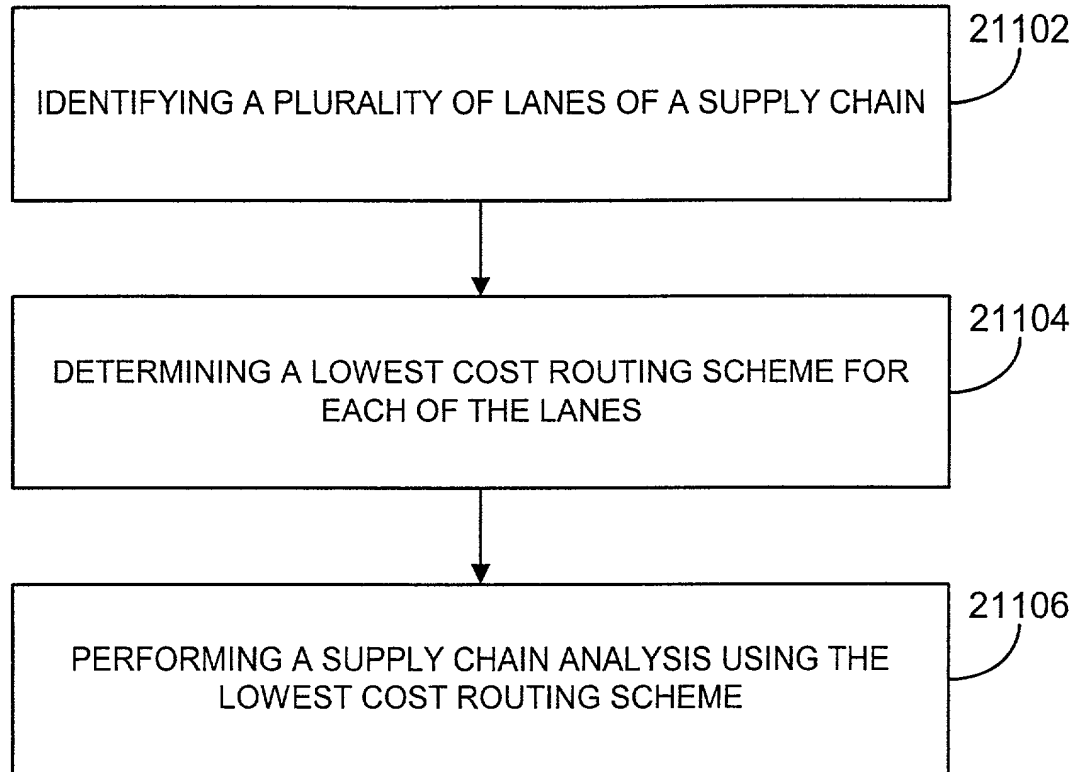 21102
IDENTIFYING A PLURALITY OF LANES OF A SUPPLY CHAIN
21104
DETERMINING A LOWEST COST ROUTING SCHEME FOR
EACH OF THE LANES
21106
PERFORMING A SUPPLY CHAIN ANALYSIS USING THE
LOWEST COST ROUTING SCHEME